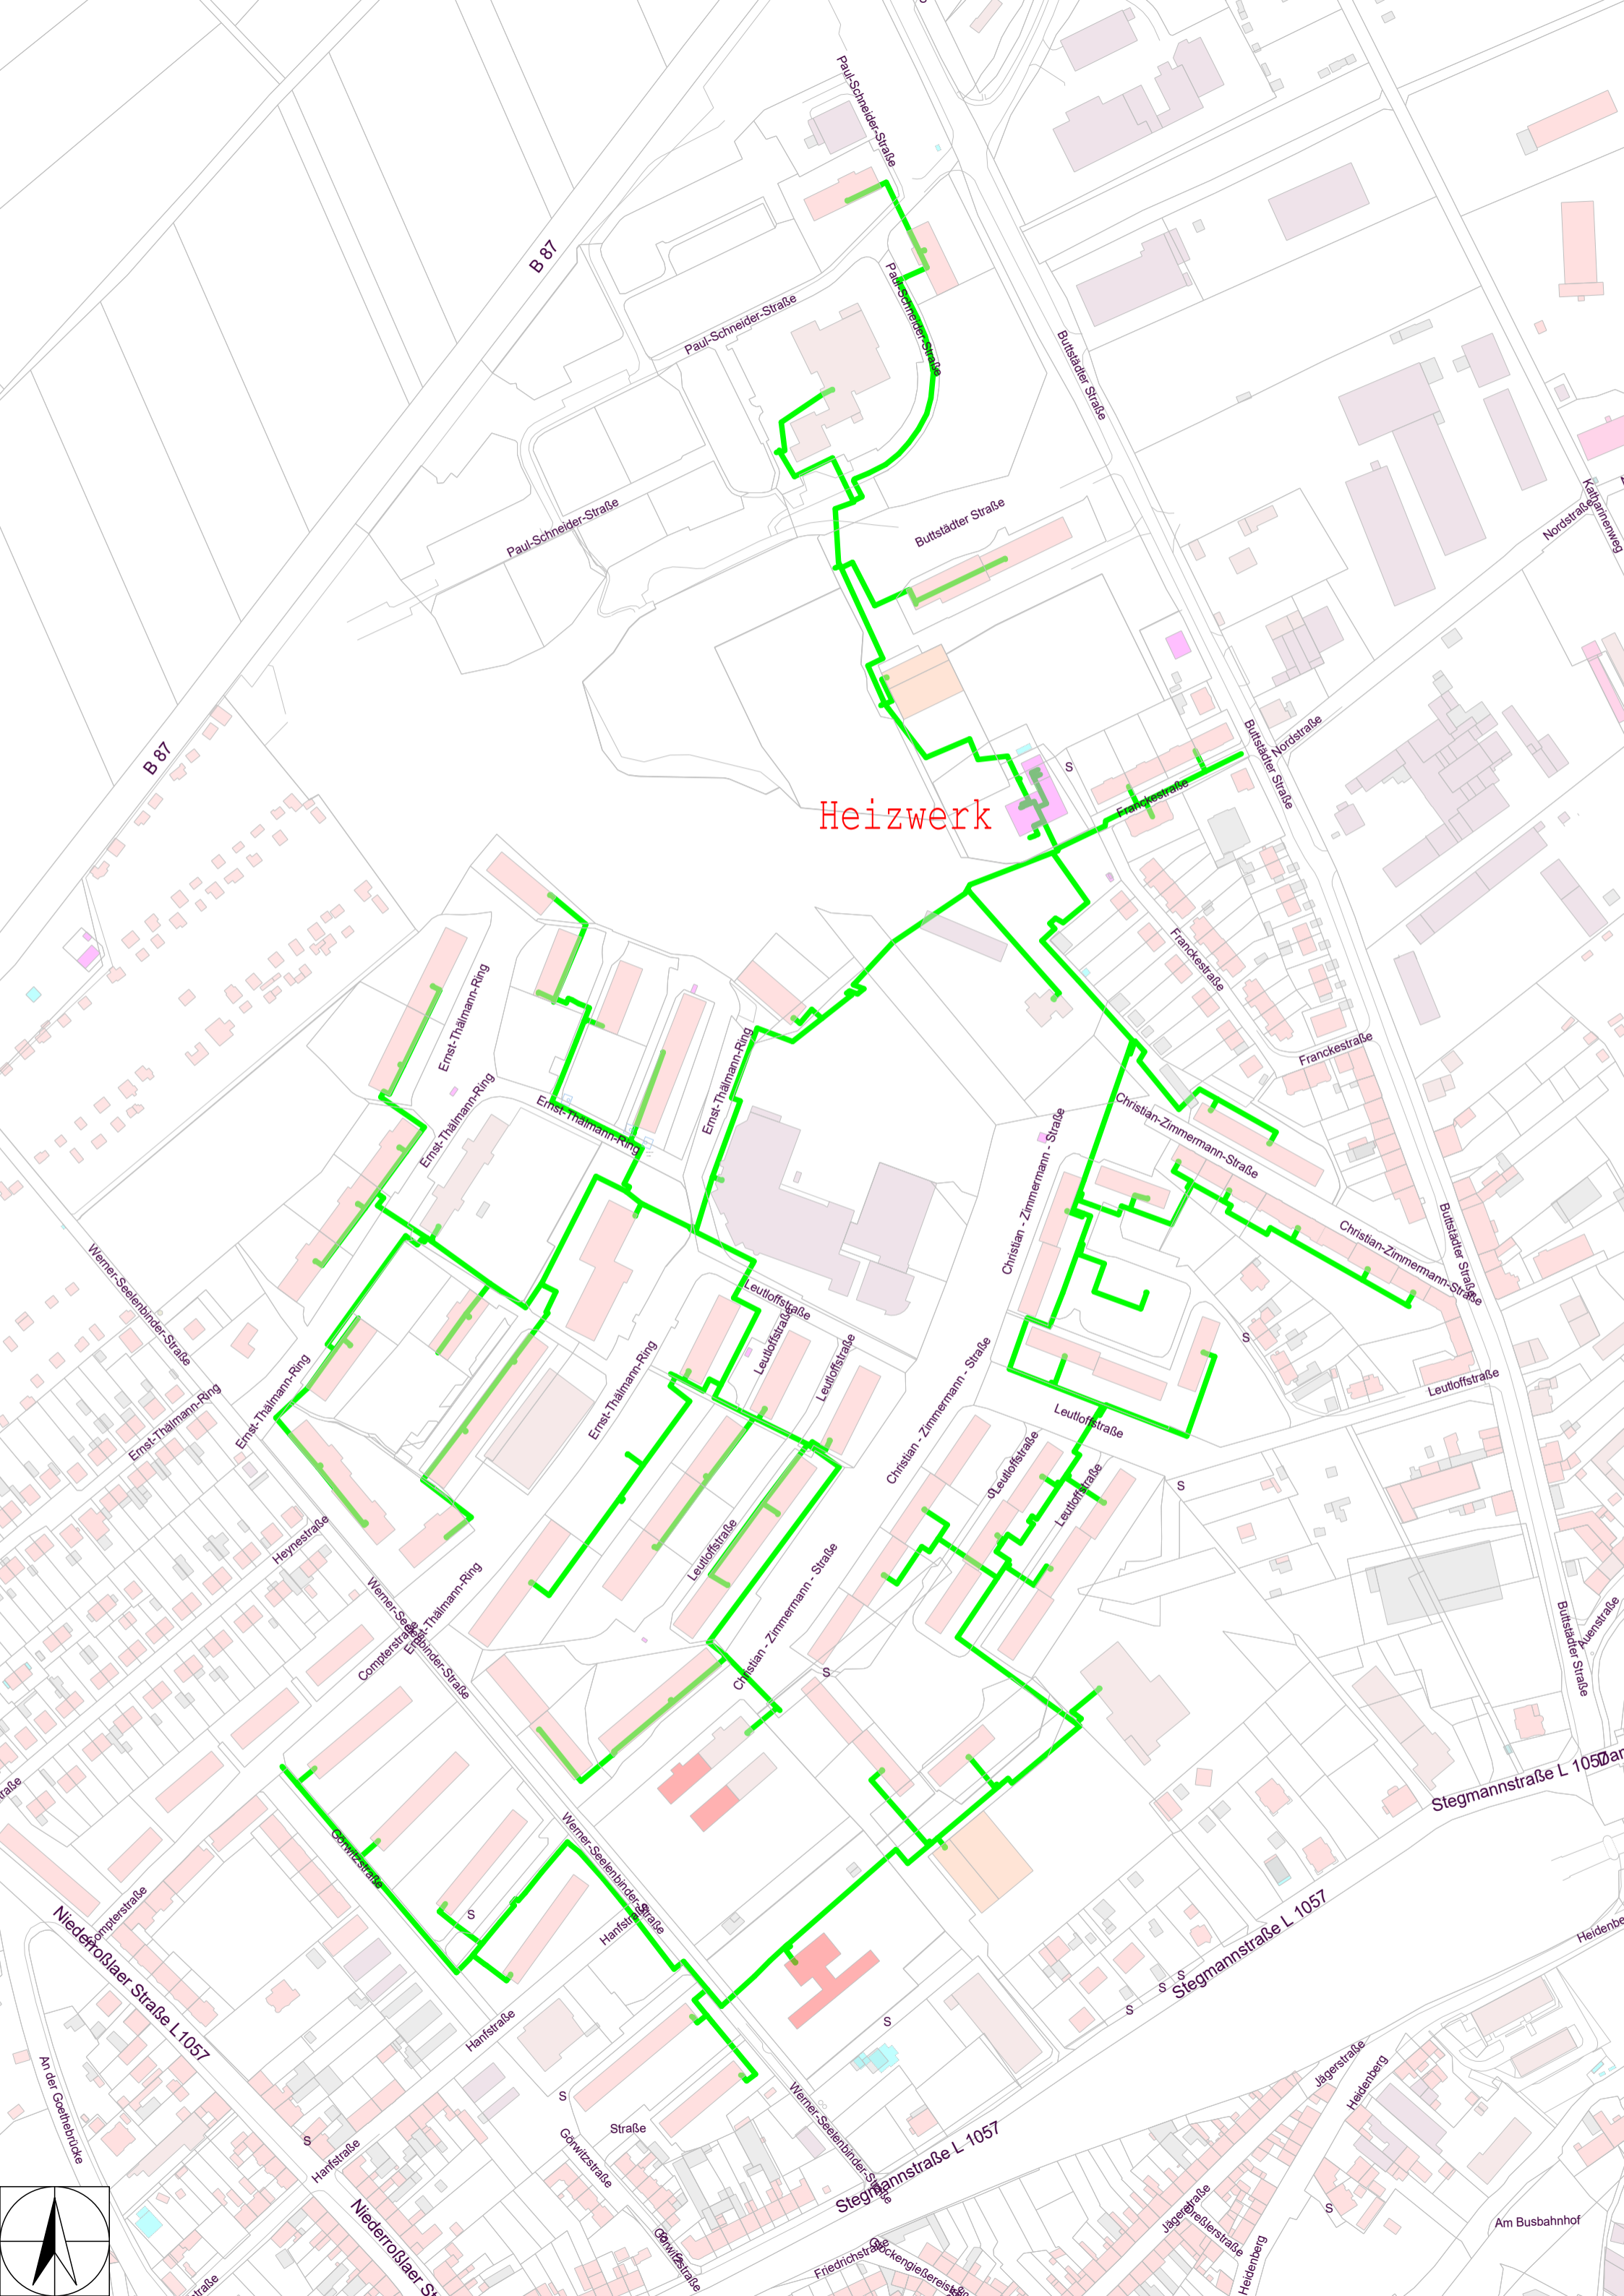 Paul-Schneider-Straße
B 87
Paul-Schneider-Straße
Paul-Schneider-Straße
Buttstädter Straße
Katharinenweg
Nordstraße
Buttstädter Straße
Paul-Schneider-Straße
B 87
Nordstraße
Buttstädter Straße
S
Franckestraße
Heizwerk
Franckestraße
Ernst-Thälmann-Ring
Ernst-Thälmann-Ring
Franckestraße
Ernst-Thälmann-Ring
Ernst-Thälmann-Ring
Christian-Zimmermann-Straße
Christian - Zimmermann - Straße
Christian-Zimmermann-Straße
Buttstädter Straße
Werner-Seelenbinder-Straße
Leutloffstraße
Leutloffstraße
Leutloffstraße
S
Ernst-Thälmann-Ring
Ernst-Thälmann-Ring
Ernst-Thälmann-Ring
Christian - Zimmermann - Straße
Leutloffstraße
Leutloffstraße
Leutloffstraße
Leutloffstraße
S
S
Heynestraße
Leutloffstraße
Christian - Zimmermann - Straße
Ernst-Thälmann-Ring
Werner-Seelenbinder-Straße
Compterstraße
Buttstädter Straße
Auenstraße
S
Stegmannstraße L 1057
Görwitzstraße
Werner-Seelenbinder-Straße
Hanfstraße
S
Compterstraße
Niederroßlaer Straße L1057
Stegmannstraße L 1057
S
S
S
S
Hanfstraße
An der Goethebrücke
Jägerstraße
Heidenberg
S
Straße
Werner-Seelenbinder-Straße
Görwitzstraße
S
Hanfstraße
Stegmannstraße L 1057
Jägerstraße
Dreßlerstraße
S
Am Busbahnhof
Görwitzstraße
Friedrichstraße
Heidenberg